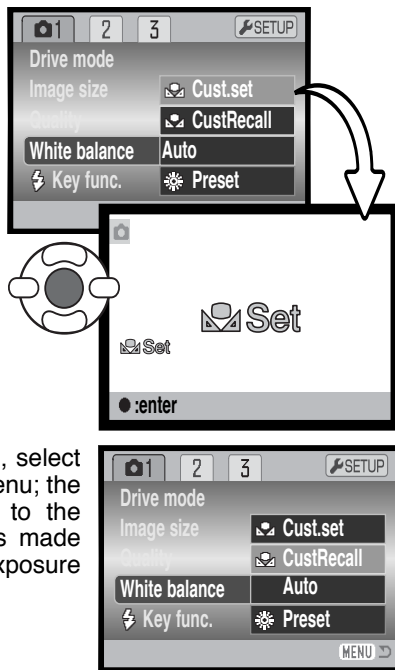 1 2 3 SETUP
Drive mode
Image size Cust.set
Quality CustRecall
White balance Auto
Key func. Preset
Set
Set
:enter
, select
enu; the
to the
s made
xposure
1 2 3 SETUP
Drive mode
Image size Cust.set
Quality CustRecall
White balance Auto
Key func. Preset
MENU